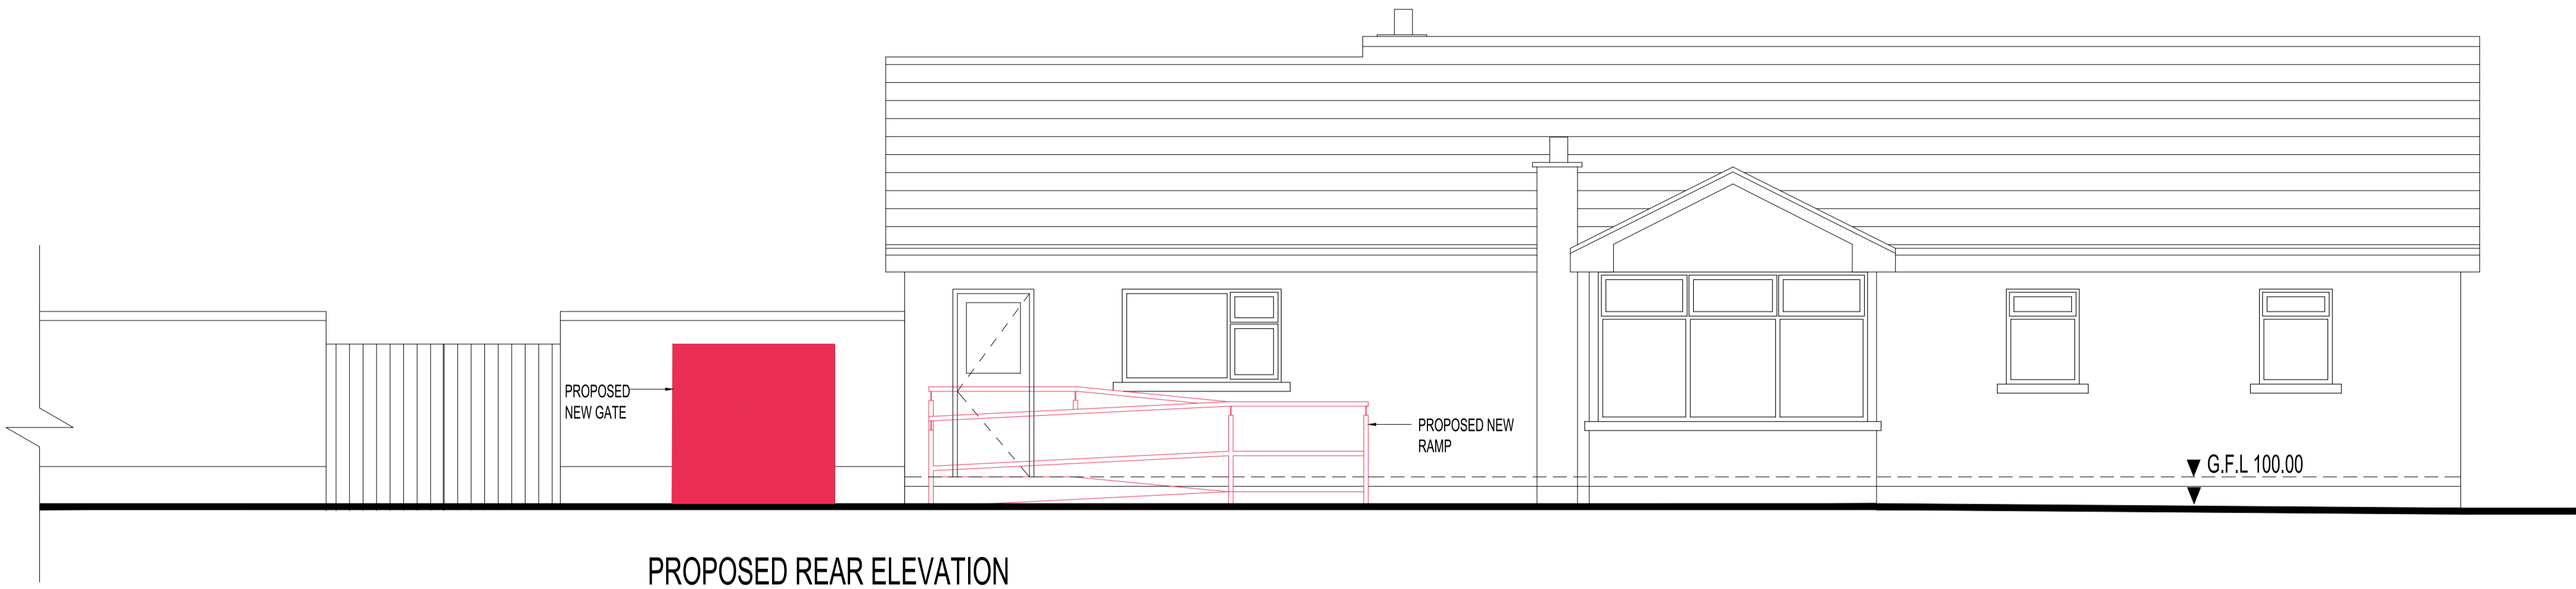 PROPOSED
NEW GATE
PROPOSED NEW
RAMP
G.F.L 100.00
PROPOSED REAR ELEVATION